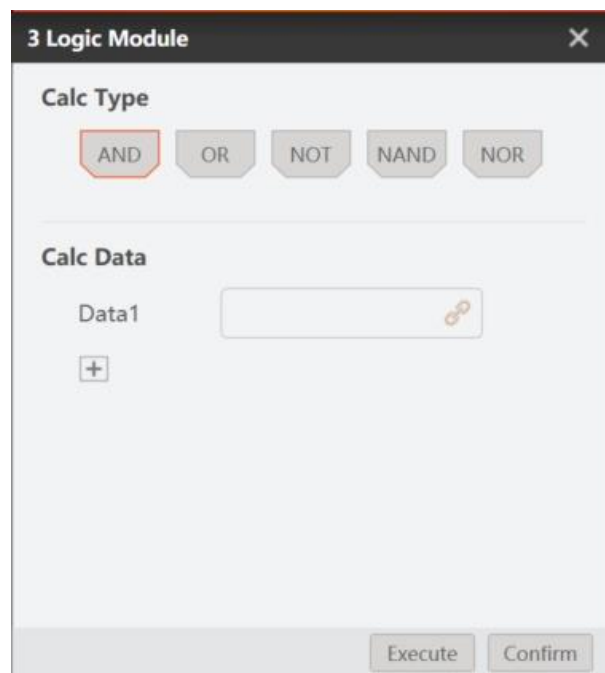 3 Logic Module
Calc Type
AND OR NOT NAND NOR
Calc Data
Data1
Execute Confirm